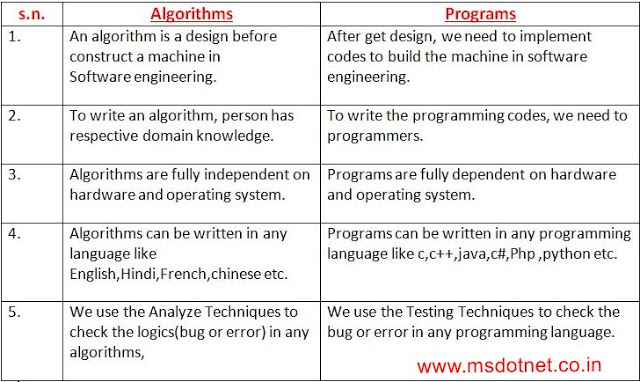 s.n. Algorithms Programs
1. An algorithm is a design before After get design, we need to implement
construct a machine in codes to build the machine in software
Software engineering. engineering.
2. To write an algorithm, person has To write the programming codes, we need to
respective domain knowledge. programmers.
3. Algorithms are fully independent on Programs are fully dependent on hardware
hardware and operating system. and operating system.
4. Algorithms can be written in any Programs can be written in any programming
language like language like c,c++,java,c#,Php ,python etc.
English,Hindi,French,chinese etc.
5. We use the Analyze Techniques to We use the Testing Techniques to check the
check the logics(bug or error) in any bug or error in any programming language.
algorithms,
www.msdotnet.co.in